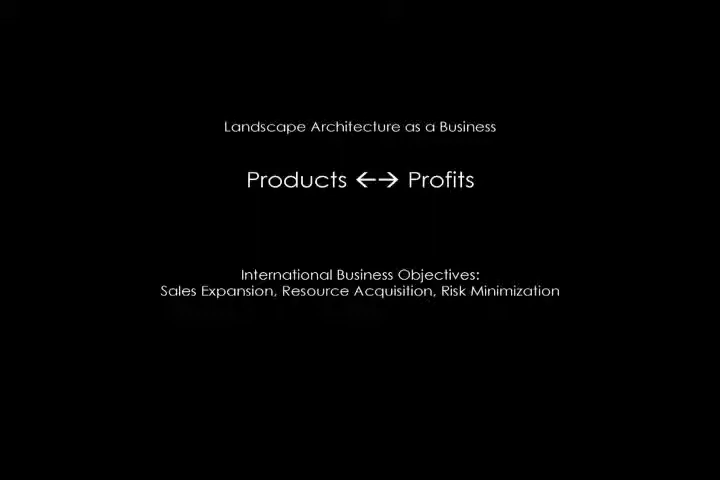 Landscape Architecture as a Business
Products ←→ Profits
International Business Objectives:
Sales Expansion, Resource Acquisition, Risk Minimization